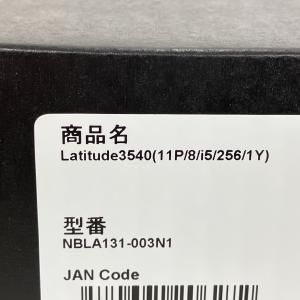 商品名
Latitude3540(11P/8/i5/256/1Y)
型番
NBLA131-003N1
JAN Code